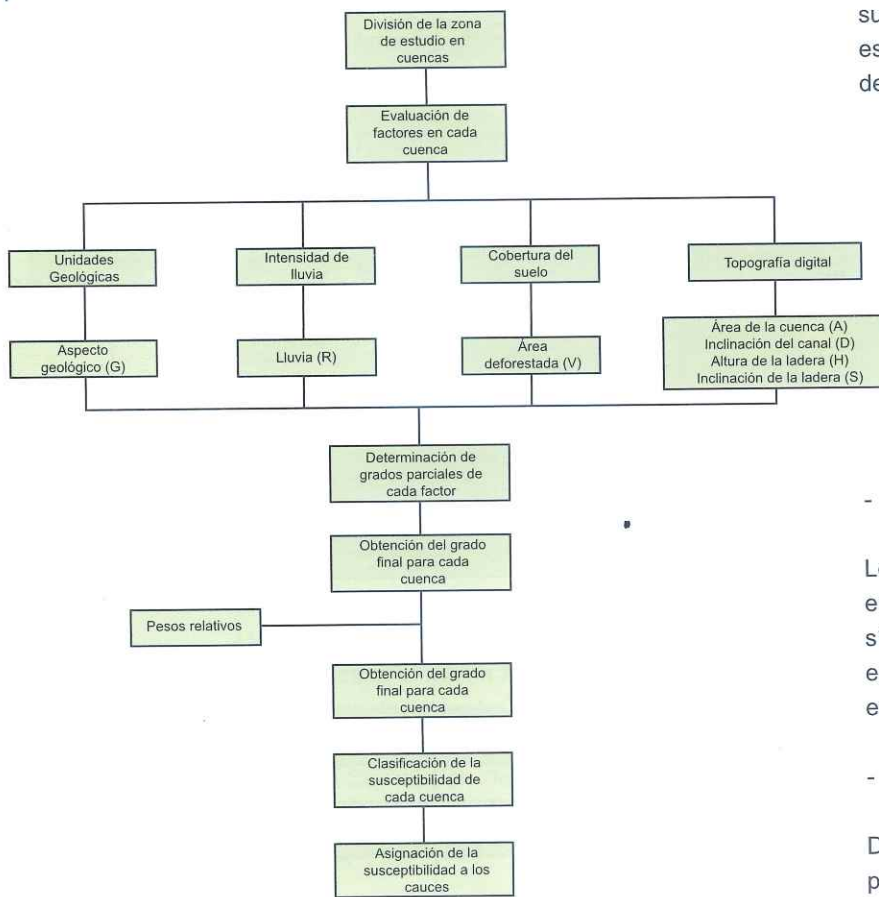 División de la zona
de estudio en
cuencas
Evaluación de
factores en cada
cuenca
Unidades
Geológicas
Intensidad de
lluvia
Cobertura del
suelo
Topografía digital
Aspecto
geológico (G)
Lluvia (R)
Área
deforestada (V)
Área de la cuenca (A)
Inclinación del canal (D)
Altura de la ladera (H)
Inclinación de la ladera (S)
Determinación de
grados parciales de
cada factor
Obtención del grado
final para cada
cuenca
Pesos relativos
Obtención del grado
final para cada
cuenca
Clasificación de la
susceptibilidad de
cada cuenca
Asignación de la
susceptibilidad a los
cauces
-
-